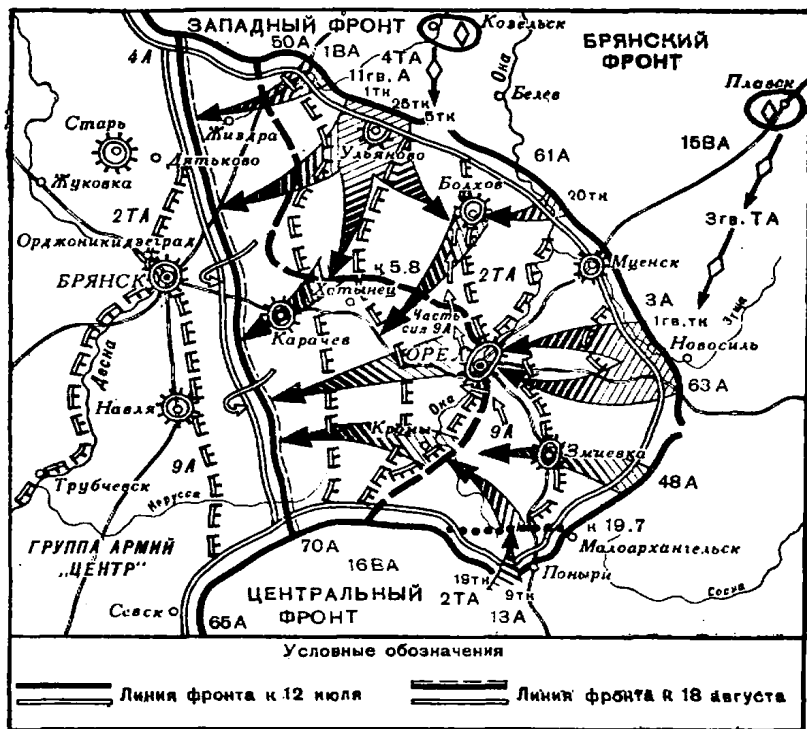 ЗАПАДНЫЙ ФРОНТ
Козельск
БРЯНСКИЙ
ФРОНТ
4А
50А
1ВА
4ТА
11гв. А
1тк
25тк
5тк
Ока
Белев
Плавск
15ВА
Старь
Жиздра
Ульяново
61А
Дятьково
Жуковка
Болхов
20тк
3гв. ТА
2ТА
Орджоникидзеград
БРЯНСК
к 5.8
2ТА
Мценск
Хотынец
Часть
сил 9А
3А
1гв.тк
Зуша
Карачев
ОРЕЛ
Новосиль
63А
Десна
Навля
Кромы
Ока
9А
Змиевка
9А
48А
Трубчевск
Нерусса
к 19.7
ГРУППА АРМИЙ
„ЦЕНТР"
Малоархангельск
70А
16ВА
19тк
Поныри
9тк
Сосна
ЦЕНТРАЛЬНЫЙ
ФРОНТ
2ТА
13А
Севск
65А
Условные обозначения
Линия фронта к 12 июля
Линия фронта к 18 августа